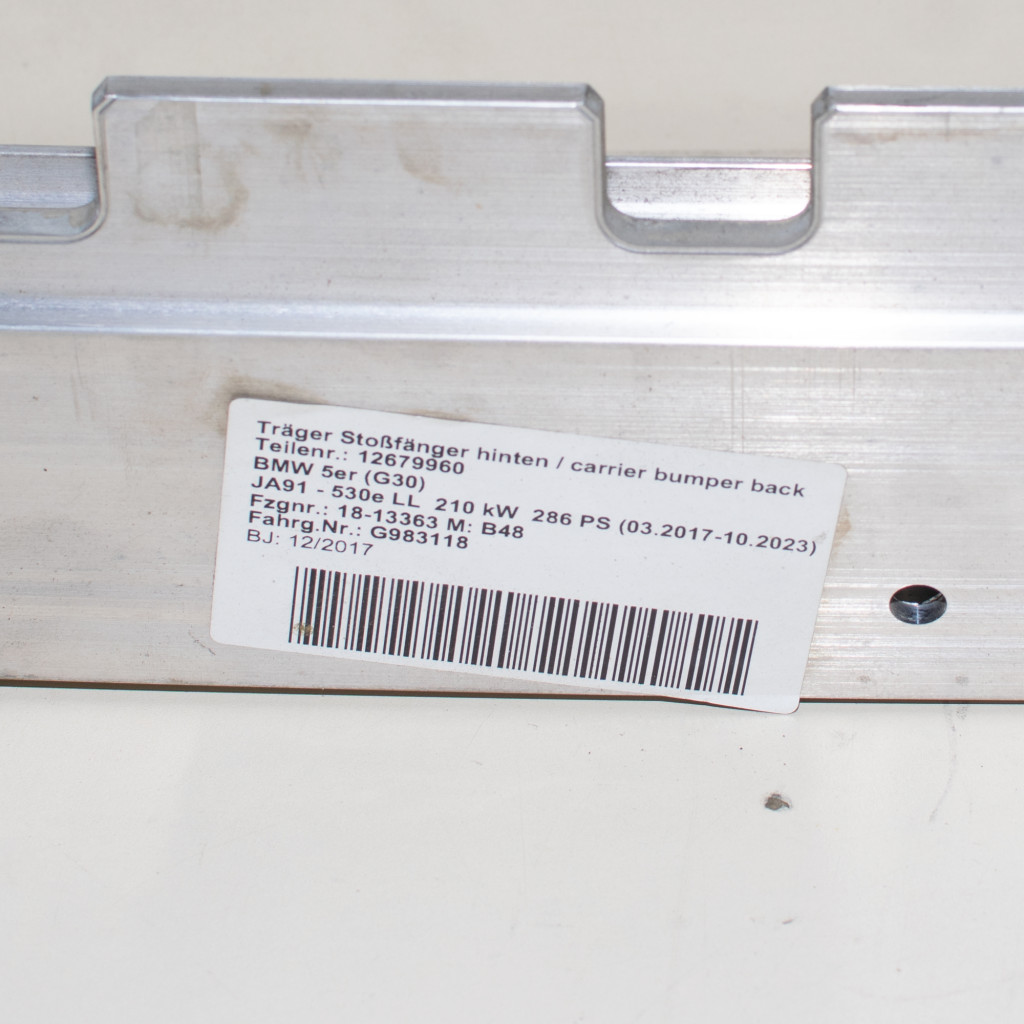 Träger Stoßfänger hinten / carrier bumper back
Teilenr.: 12679960
BMW 5er (G30)
JA91 - 530e LL  210 kW  286 PS (03.2017-10.2023)
Fzgnr.: 18-13363 M: B48
Fahrg.Nr.: G983118
BJ: 12/2017